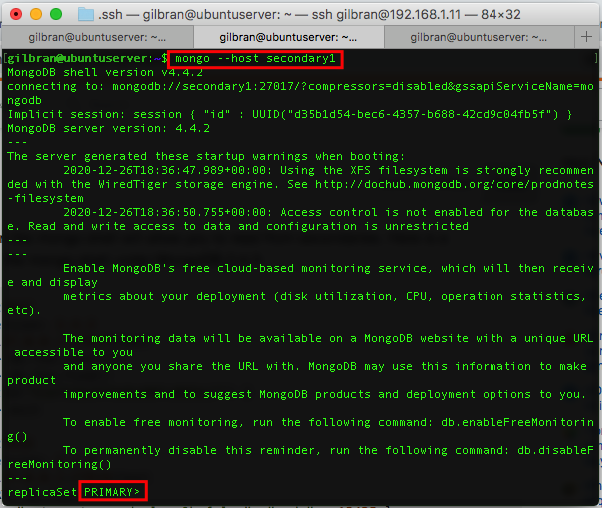 .ssh — gilbran@ubuntuserver: ~ — ssh gilbran@192.168.1.11 — 84×32
gilbran@ubuntuserver: ~... gilbran@ubuntuserver: ~... gilbran@ubuntuserver: ~... +
[gilbran@ubuntuserver:~$ mongo --host secondary1 ]
MongoDB shell version v4.4.2
connecting to: mongodb://secondary1:27017/?compressors=disabled&gssapiServiceName=mo
ngodb
Implicit session: session { "id" : UUID("d35b1d54-bec6-4357-b688-42cd9c04fb5f") }
MongoDB server version: 4.4.2
---
The server generated these startup warnings when booting:
        2020-12-26T18:36:47.989+00:00: Using the XFS filesystem is strongly recommen
ded with the WiredTiger storage engine. See http://dochub.mongodb.org/core/prodnotes
-filesystem
        2020-12-26T18:36:50.755+00:00: Access control is not enabled for the databas
e. Read and write access to data and configuration is unrestricted
---
---
        Enable MongoDB's free cloud-based monitoring service, which will then receiv
e and display
        metrics about your deployment (disk utilization, CPU, operation statistics,
etc).

        The monitoring data will be available on a MongoDB website with a unique URL
 accessible to you
        and anyone you share the URL with. MongoDB may use this information to make
product
        improvements and to suggest MongoDB products and deployment options to you.

        To enable free monitoring, run the following command: db.enableFreeMonitorin
g()
        To permanently disable this reminder, run the following command: db.disableF
reeMonitoring()
---
replicaSet:PRIMARY>